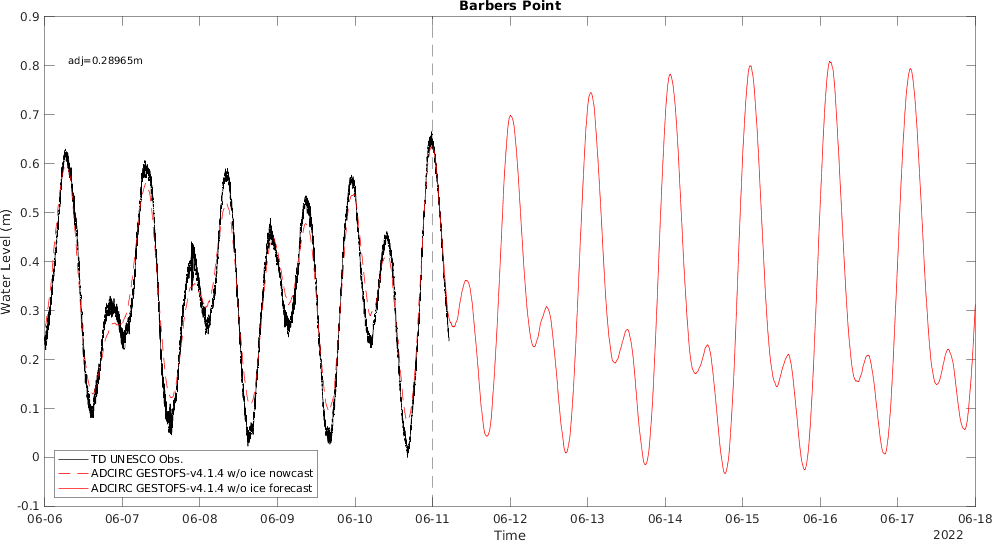 Barbers Point
0.9
0.8
0.7
0.6
0.5
0.4
0.3
0.2
0.1
0
-0.1
Water Level (m)
adj=0.28965m
TD UNESCO Obs.
ADCIRC GESTOFS-v4.1.4 w/o ice nowcast
ADCIRC GESTOFS-v4.1.4 w/o ice forecast
06-06 06-07 06-08 06-09 06-10 06-11 06-12 06-13 06-14 06-15 06-16 06-17 06-18
Time
2022